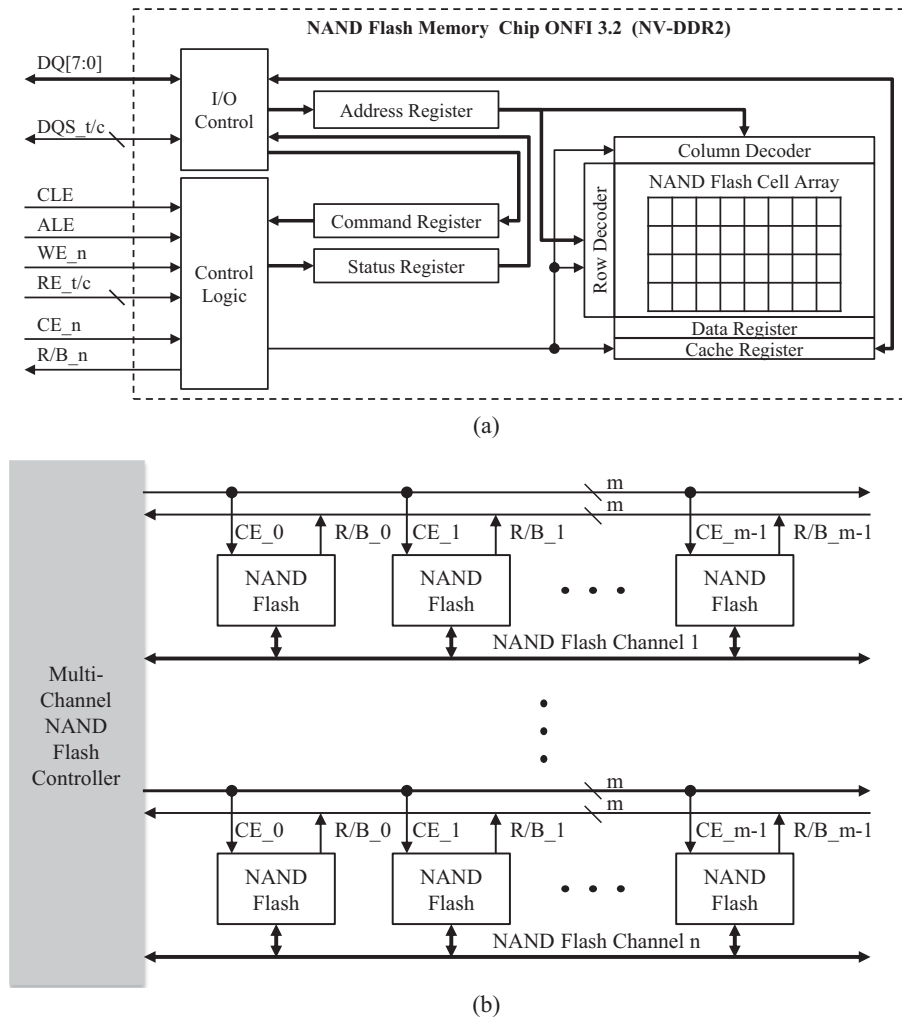 NAND Flash Memory Chip ONFI 3.2 (NV-DDR2)
DQ[7:0]
DQS_t/c
CLE
ALE
WE_n
RE_t/c
CE_n
R/B_n
I/O
Control
Control
Logic
Address Register
Command Register
Status Register
Column Decoder
NAND Flash Cell Array
Row Decoder
Data Register
Cache Register
(a)
Multi-
Channel
NAND
Flash
Controller
m
m
CE_0
R/B_0
CE_1
R/B_1
CE_m-1
R/B_m-1
NAND
Flash
NAND
Flash
NAND
Flash
NAND Flash Channel 1
m
m
CE_0
R/B_0
CE_1
R/B_1
CE_m-1
R/B_m-1
NAND
Flash
NAND
Flash
NAND
Flash
NAND Flash Channel n
(b)